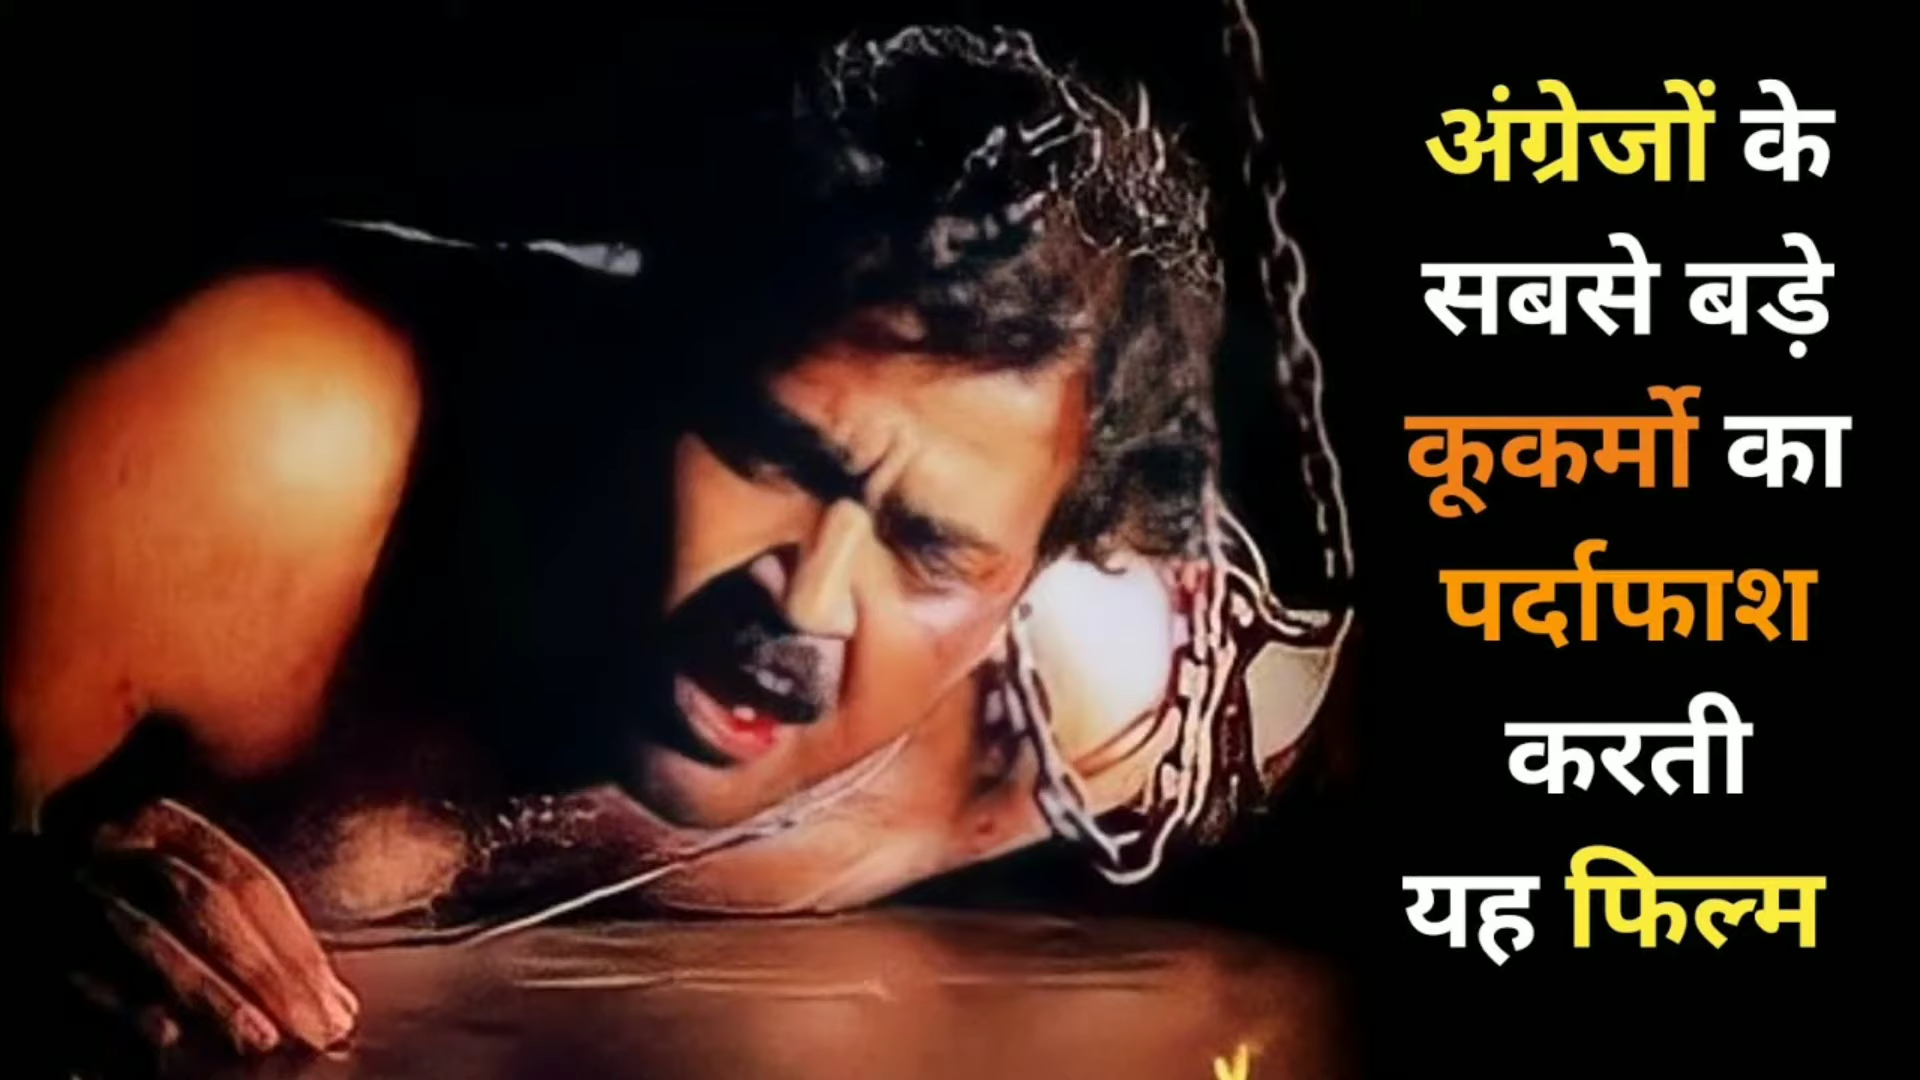 अंग्रेजों के
सबसे बड़े
कूकर्मो का
पर्दाफाश
करती
यह फिल्म